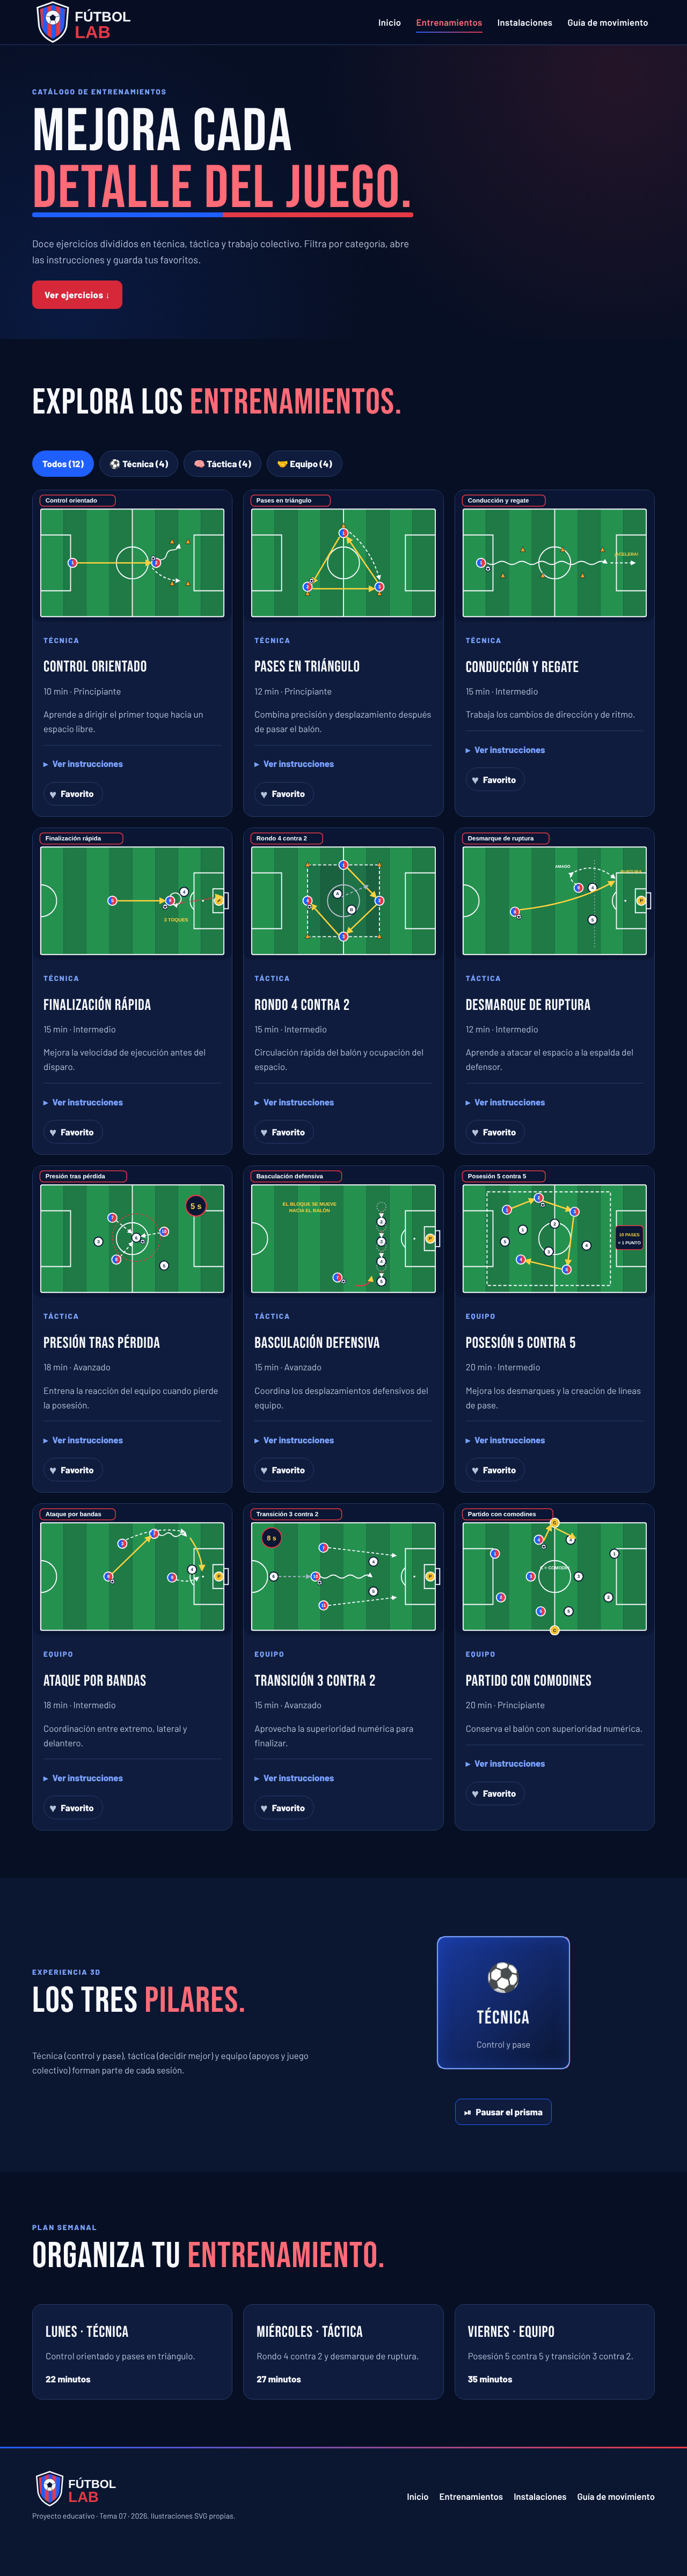 FÚTBOL
LAB
Inicio Entrenamientos Instalaciones Guía de movimiento
CATÁLOGO DE ENTRENAMIENTOS
MEJORA CADA
DETALLE DEL JUEGO.
Doce ejercicios divididos en técnica, táctica y trabajo colectivo. Filtra por categoría, abre
las instrucciones y guarda tus favoritos.
Ver ejercicios ↓
EXPLORA LOS ENTRENAMIENTOS.
Todos (12) Técnica (4) Táctica (4) Equipo (4)
Control orientado
TÉCNICA
CONTROL ORIENTADO
10 min · Principiante
Aprende a dirigir el primer toque hacia un
espacio libre.
▸ Ver instrucciones
♥ Favorito
Pases en triángulo
TÉCNICA
PASES EN TRIÁNGULO
12 min · Principiante
Combina precisión y desplazamiento después
de pasar el balón.
▸ Ver instrucciones
♥ Favorito
Conducción y regate
TÉCNICA
CONDUCCIÓN Y REGATE
15 min · Intermedio
Trabaja los cambios de dirección y de ritmo.
▸ Ver instrucciones
♥ Favorito
Finalización rápida
2 TOQUES
TÉCNICA
FINALIZACIÓN RÁPIDA
15 min · Intermedio
Mejora la velocidad de ejecución antes del
disparo.
▸ Ver instrucciones
♥ Favorito
Rondo 4 contra 2
TÁCTICA
RONDO 4 CONTRA 2
15 min · Intermedio
Circulación rápida del balón y ocupación del
espacio.
▸ Ver instrucciones
♥ Favorito
Desmarque de ruptura
AMAGO
TÁCTICA
DESMARQUE DE RUPTURA
12 min · Intermedio
Aprende a atacar el espacio a la espalda del
defensor.
▸ Ver instrucciones
♥ Favorito
Presión tras pérdida
5 s
TÁCTICA
PRESIÓN TRAS PÉRDIDA
18 min · Avanzado
Entrena la reacción del equipo cuando pierde
la posesión.
▸ Ver instrucciones
♥ Favorito
Basculación defensiva
EL BLOQUE SE MUEVE
HACIA EL BALÓN
TÁCTICA
BASCULACIÓN DEFENSIVA
15 min · Avanzado
Coordina los desplazamientos defensivos del
equipo.
▸ Ver instrucciones
♥ Favorito
Posesión 5 contra 5
10 PASES
= 1 PUNTO
EQUIPO
POSESIÓN 5 CONTRA 5
20 min · Intermedio
Mejora los desmarques y la creación de líneas
de pase.
▸ Ver instrucciones
♥ Favorito
Ataque por bandas
EQUIPO
ATAQUE POR BANDAS
18 min · Intermedio
Coordinación entre extremo, lateral y
delantero.
▸ Ver instrucciones
♥ Favorito
Transición 3 contra 2
8 s
EQUIPO
TRANSICIÓN 3 CONTRA 2
15 min · Avanzado
Aprovecha la superioridad numérica para
finalizar.
▸ Ver instrucciones
♥ Favorito
Partido con comodines
EQUIPO
PARTIDO CON COMODINES
20 min · Principiante
Conserva el balón con superioridad numérica.
▸ Ver instrucciones
♥ Favorito
EXPERIENCIA 3D
LOS TRES PILARES.
Técnica (control y pase), táctica (decidir mejor) y equipo (apoyos y juego
colectivo) forman parte de cada sesión.
TÉCNICA
Control y pase
Pausar el prisma
PLAN SEMANAL
ORGANIZA TU ENTRENAMIENTO.
LUNES · TÉCNICA
Control orientado y pases en triángulo.
22 minutos
MIÉRCOLES · TÁCTICA
Rondo 4 contra 2 y desmarque de ruptura.
27 minutos
VIERNES · EQUIPO
Posesión 5 contra 5 y transición 3 contra 2.
35 minutos
FÚTBOL
LAB
Proyecto educativo · Tema 07 · 2026. Ilustraciones SVG propias.
Inicio Entrenamientos Instalaciones Guía de movimiento